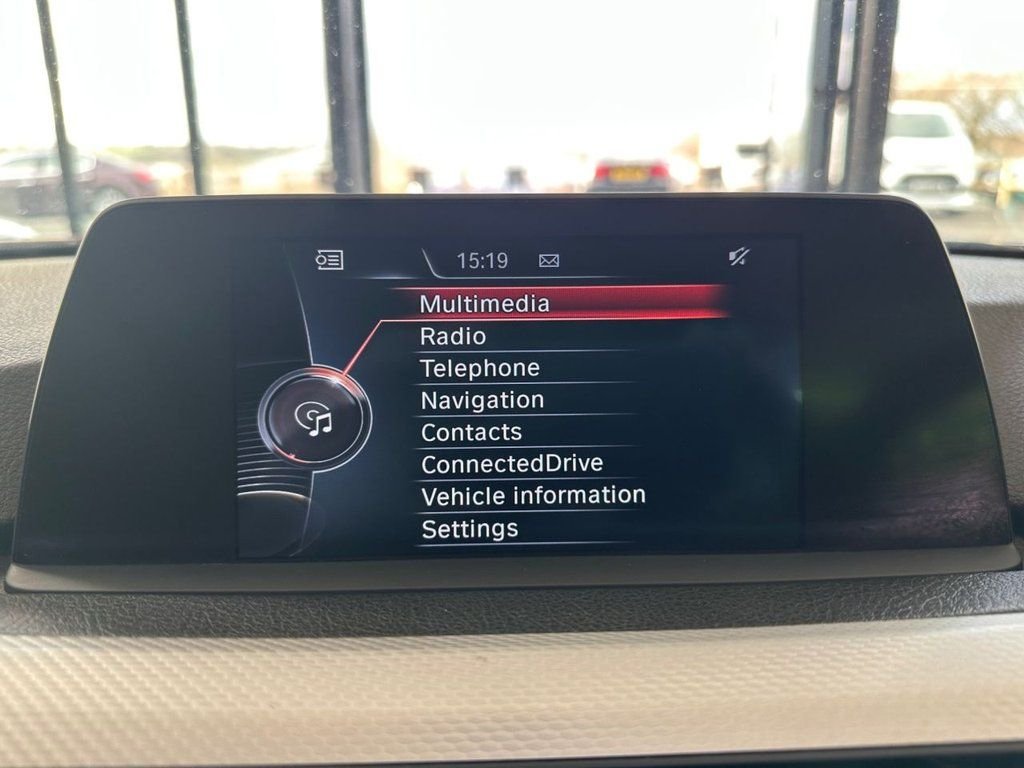 15:19
Multimedia
Radio
Telephone
Navigation
Contacts
ConnectedDrive
Vehicle information
Settings